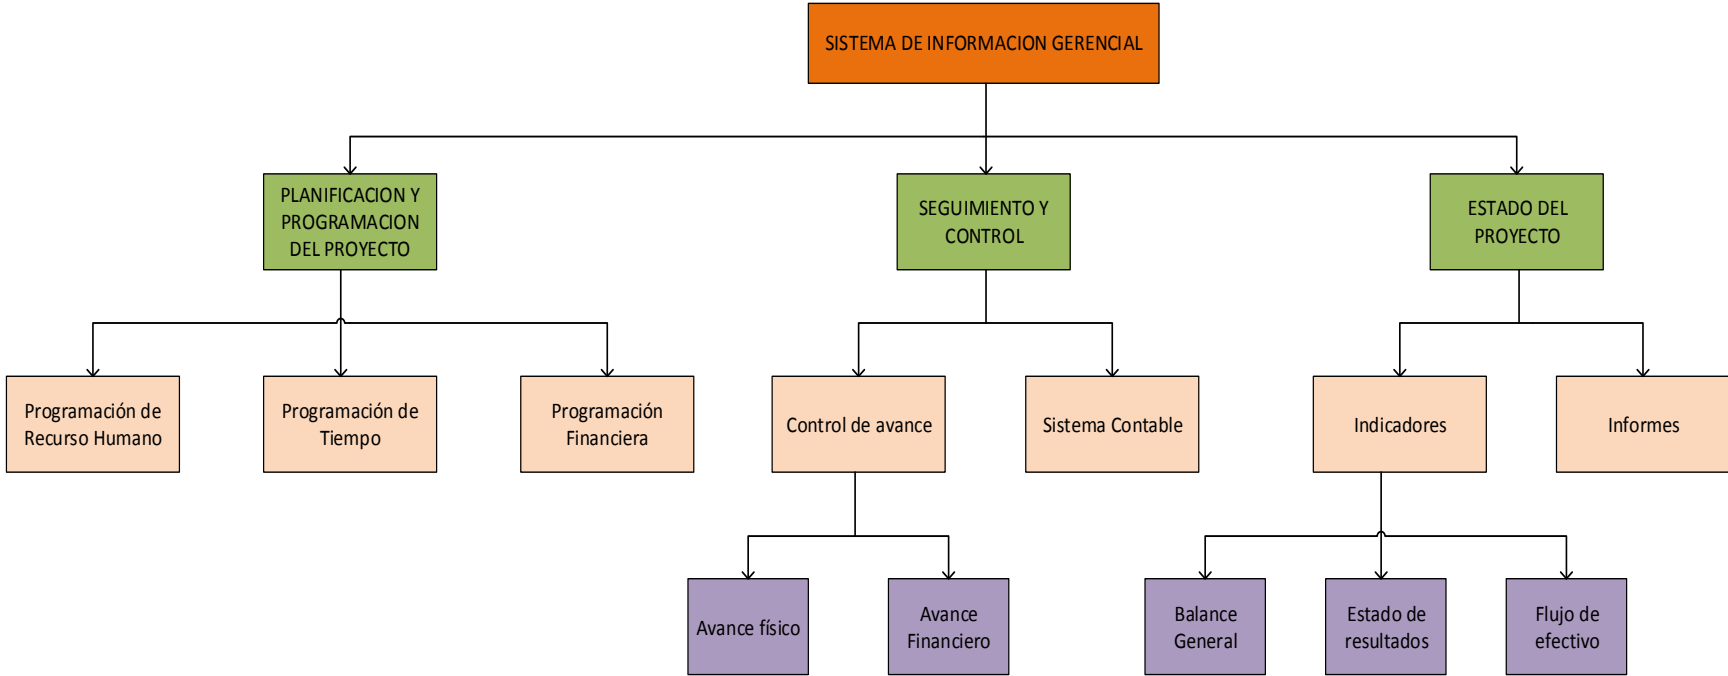 SISTEMA DE INFORMACION GERENCIAL
PLANIFICACION Y
PROGRAMACION
DEL PROYECTO
SEGUIMIENTO Y
CONTROL
ESTADO DEL
PROYECTO
Programación de
Recurso Humano
Programación de
Tiempo
Programación
Financiera
Control de avance
Sistema Contable
Indicadores
Informes
Avance físico
Avance
Financiero
Balance
General
Estado de
resultados
Flujo de
efectivo